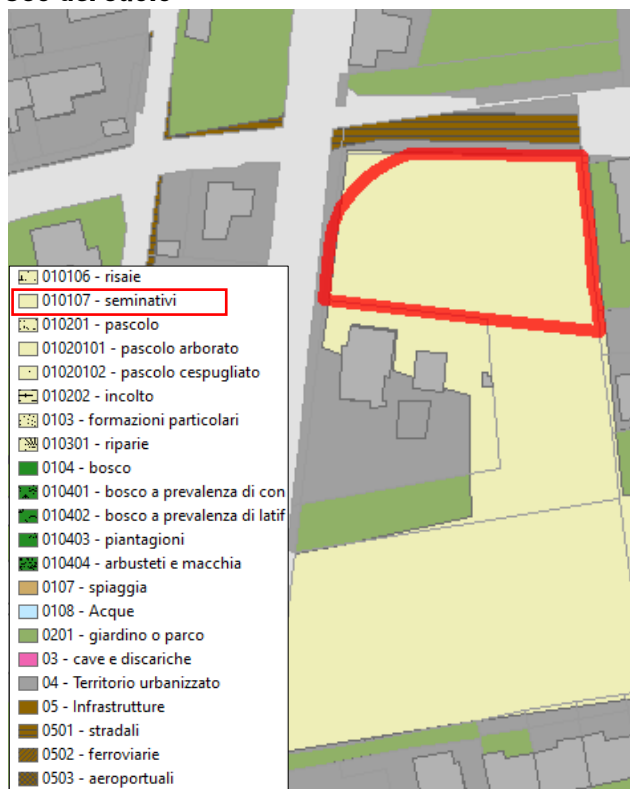 010106 - risaie
010107 - seminativi
010201 - pascolo
01020101 - pascolo arborato
01020102 - pascolo cespugliato
010202 - incolto
0103 - formazioni particolari
010301 - riparie
0104 - bosco
010401 - bosco a prevalenza di con
010402 - bosco a prevalenza di latif
010403 - piantagioni
010404 - arbusteti e macchia
0107 - spiaggia
0108 - Acque
0201 - giardino o parco
03 - cave e discariche
04 - Territorio urbanizzato
05 - Infrastrutture
0501 - stradali
0502 - ferroviarie
0503 - aeroportuali